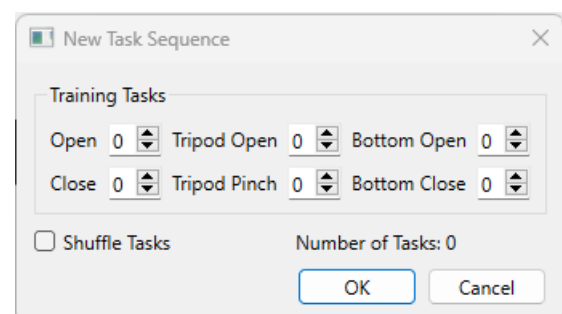 New Task Sequence
Training Tasks
Open 0 Tripod Open 0 Bottom Open 0
Close 0 Tripod Pinch 0 Bottom Close 0
Shuffle Tasks Number of Tasks: 0
OK Cancel